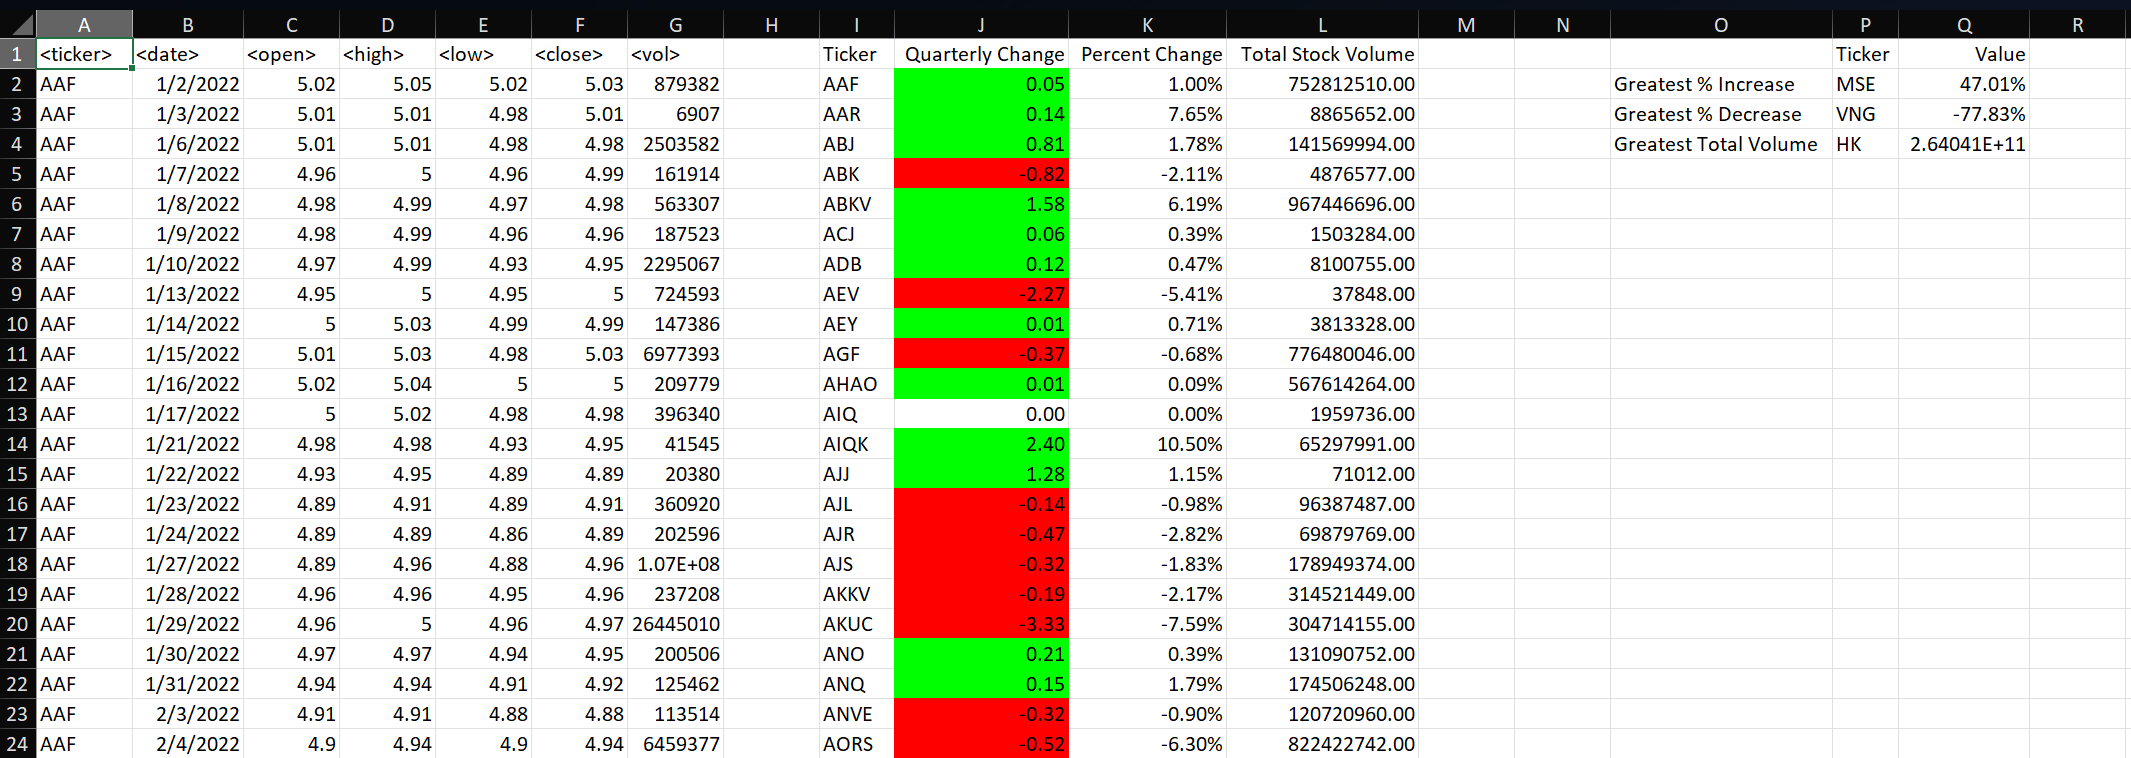 A B C D E F G H I J K L M N O P Q R
1 <ticker> <date> <open> <high> <low> <close> <vol> Ticker Quarterly Change Percent Change Total Stock Volume Ticker Value
2 AAF 1/2/2022 5.02 5.05 5.02 5.03 879382 AAF 0.05 1.00% 752812510.00 Greatest % Increase MSE 47.01%
3 AAF 1/3/2022 5.01 5.01 4.98 5.01 6907 AAR 0.14 7.65% 8865652.00 Greatest % Decrease VNG -77.83%
4 AAF 1/6/2022 5.01 5.01 4.98 4.98 2503582 ABJ 0.81 1.78% 141569994.00 Greatest Total Volume HK 2.64041E+11
5 AAF 1/7/2022 4.96 5 4.96 4.99 161914 ABK -0.82 -2.11% 4876577.00
6 AAF 1/8/2022 4.98 4.99 4.97 4.98 563307 ABKV 1.58 6.19% 967446696.00
7 AAF 1/9/2022 4.98 4.99 4.96 4.96 187523 ACJ 0.06 0.39% 1503284.00
8 AAF 1/10/2022 4.97 4.99 4.93 4.95 2295067 ADB 0.12 0.47% 8100755.00
9 AAF 1/13/2022 4.95 5 4.95 5 724593 AEV -2.27 -5.41% 37848.00
10 AAF 1/14/2022 5 5.03 4.99 4.99 147386 AEY 0.01 0.71% 3813328.00
11 AAF 1/15/2022 5.01 5.03 4.98 5.03 6977393 AGF -0.37 -0.68% 776480046.00
12 AAF 1/16/2022 5.02 5.04 5 5 209779 AHAO 0.01 0.09% 567614264.00
13 AAF 1/17/2022 5 5.02 4.98 4.98 396340 AIQ 0.00 0.00% 1959736.00
14 AAF 1/21/2022 4.98 4.98 4.93 4.95 41545 AIQK 2.40 10.50% 65297991.00
15 AAF 1/22/2022 4.93 4.95 4.89 4.89 20380 AJJ 1.28 1.15% 71012.00
16 AAF 1/23/2022 4.89 4.91 4.89 4.91 360920 AJL -0.14 -0.98% 96387487.00
17 AAF 1/24/2022 4.89 4.89 4.86 4.89 202596 AJR -0.47 -2.82% 69879769.00
18 AAF 1/27/2022 4.89 4.96 4.88 4.96 1.07E+08 AJS -0.32 -1.83% 178949374.00
19 AAF 1/28/2022 4.96 4.96 4.95 4.96 237208 AKKV -0.19 -2.17% 314521449.00
20 AAF 1/29/2022 4.96 5 4.96 4.97 26445010 AKUC -3.33 -7.59% 304714155.00
21 AAF 1/30/2022 4.97 4.97 4.94 4.95 200506 ANO 0.21 0.39% 131090752.00
22 AAF 1/31/2022 4.94 4.94 4.91 4.92 125462 ANQ 0.15 1.79% 174506248.00
23 AAF 2/3/2022 4.91 4.91 4.88 4.88 113514 ANVE -0.32 -0.90% 120720960.00
24 AAF 2/4/2022 4.9 4.94 4.9 4.94 6459377 AORS -0.52 -6.30% 822422742.00